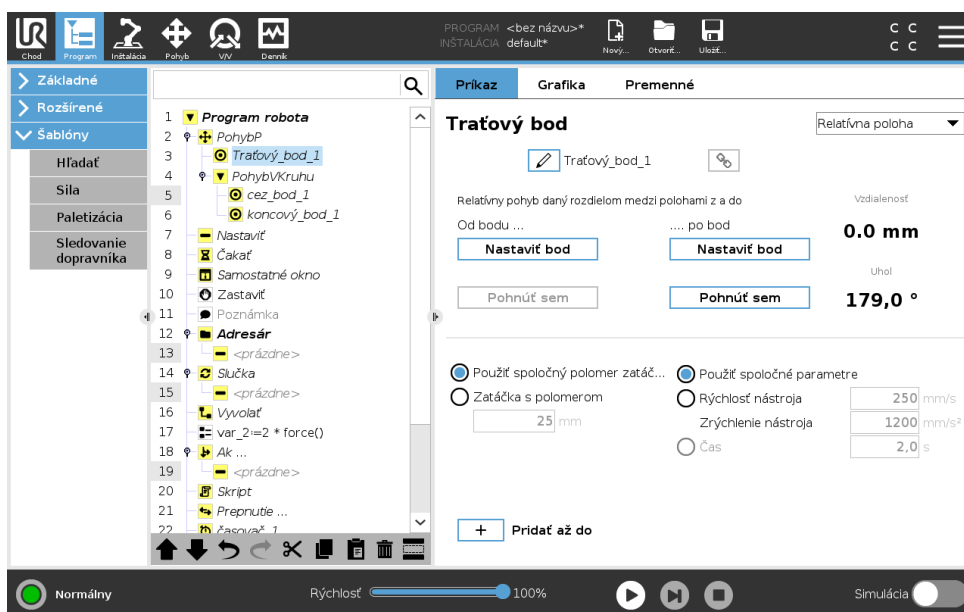 Chod
Program
Inštalácia
Pohyb
V/V
Denník
PROGRAM <bez názvu>*
INŠTALÁCIA default*
Nový...
Otvoriť...
Uložiť...
C C
C C
Základné
Rozšírené
Šablóny
Hľadať
Sila
Paletizácia
Sledovanie
dopravníka
1 Program robota
2 PohybP
3 Traťový_bod_1
4 PohybVKruhu
5 cez_bod_1
6 koncový_bod_1
7 Nastaviť
8 Čakať
9 Samostatné okno
10 Zastaviť
11 Poznámka
12 Adresár
13 <prázdne>
14 Slučka
15 <prázdne>
16 Vyvolať
17 var_2:=2 * force()
18 Ak ...
19 <prázdne>
20 Skript
21 Prepnutie ...
22 časovač_1
Príkaz
Grafika
Premenné
Traťový bod
Relatívna poloha
Traťový_bod_1
Relatívny pohyb daný rozdielom medzi polohami z a do
Vzdialenosť
Od bodu ...
.... po bod
0.0 mm
Nastaviť bod
Nastaviť bod
Uhol
Pohnúť sem
Pohnúť sem
179,0 °
Použiť spoločný polomer zatáč...
Zatáčka s polomerom
25 mm
Použiť spoločné parametre
Rýchlosť nástroja 250 mm/s
Zrýchlenie nástroja 1200 mm/s²
Čas 2,0 s
+ Pridať až do
Normálny
Rýchlosť
100%
Simulácia